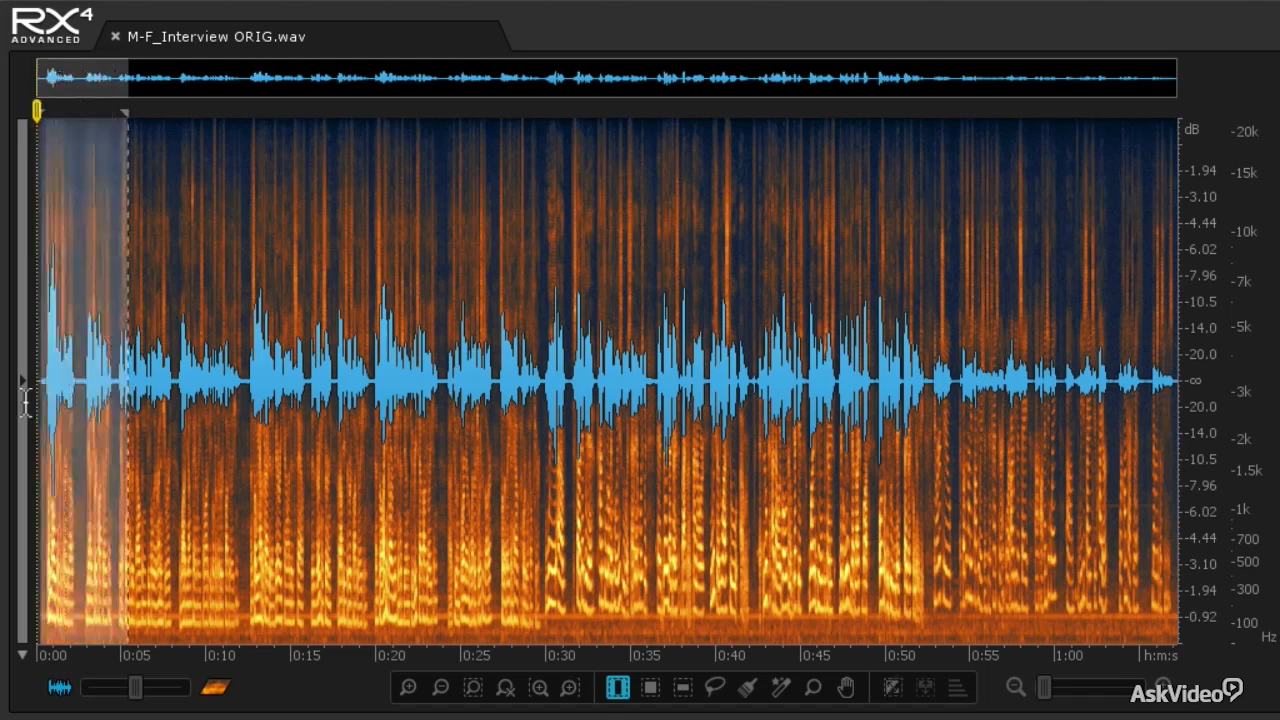 RX4
ADVANCED
M-F_Interview ORIG.wav
dB
-1.94
-3.10
-4.44
-6.02
-7.96
-10.5
-14.0
-20.0
-∞
-20.0
-14.0
-10.5
-7.96
-6.02
-4.44
-3.10
-1.94
-0.92
-20k
-15k
-10k
-7k
-5k
-3k
-2k
-1.5k
-1k
-700
-500
-300
-100
Hz
0:00 0:05 0:10 0:15 0:20 0:25 0:30 0:35 0:40 0:45 0:50 0:55 1:00 h:m:s
AskVideo